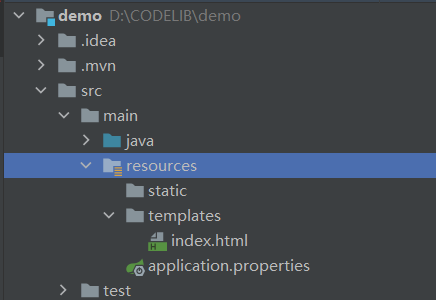 demo D:\CODELIB\demo
.idea
.mvn
src
main
java
resources
static
templates
index.html
application.properties
test